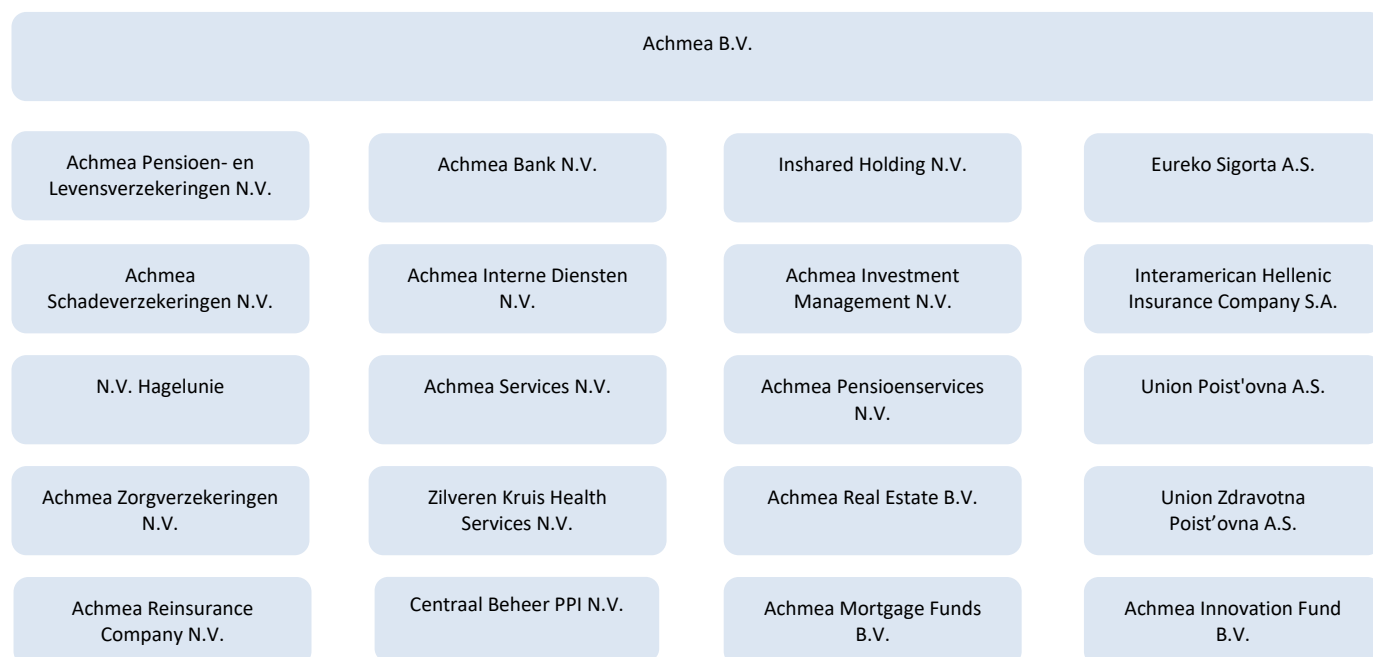 Achmea B.V.
Achmea Pensioen- en
Levensverzekeringen N.V.
Achmea Bank N.V.
Inshared Holding N.V.
Eureko Sigorta A.S.
Achmea
Schadeverzekeringen N.V.
Achmea Interne Diensten
N.V.
Achmea Investment
Management N.V.
Interamerican Hellenic
Insurance Company S.A.
N.V. Hagelunie
Achmea Services N.V.
Achmea Pensioenservices
N.V.
Union Poist'ovna A.S.
Achmea Zorgverzekeringen
N.V.
Zilveren Kruis Health
Services N.V.
Achmea Real Estate B.V.
Union Zdravotna
Poist’ovna A.S.
Achmea Reinsurance
Company N.V.
Centraal Beheer PPI N.V.
Achmea Mortgage Funds
B.V.
Achmea Innovation Fund
B.V.